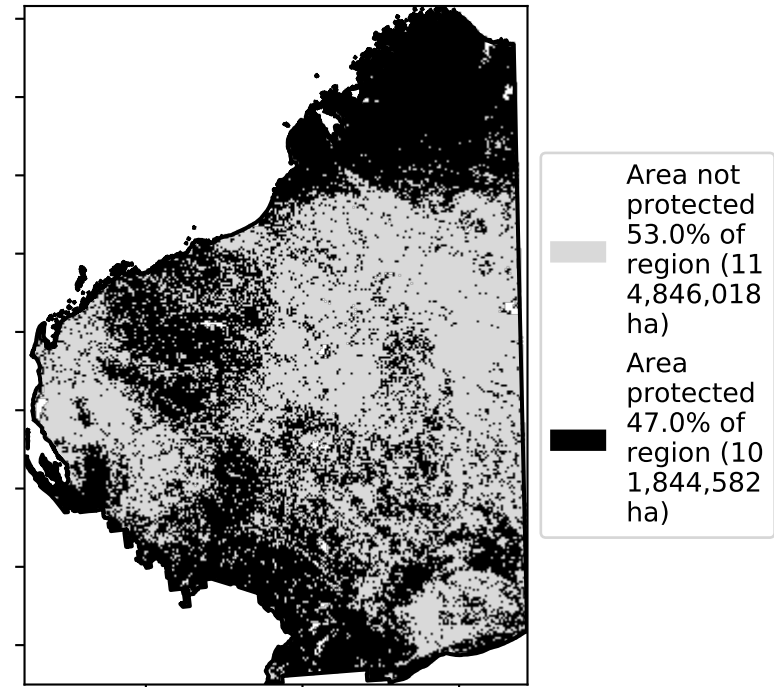 Area not
protected
53.0% of
region (11
4,846,018
ha)
Area
protected
47.0% of
region (10
1,844,582
ha)